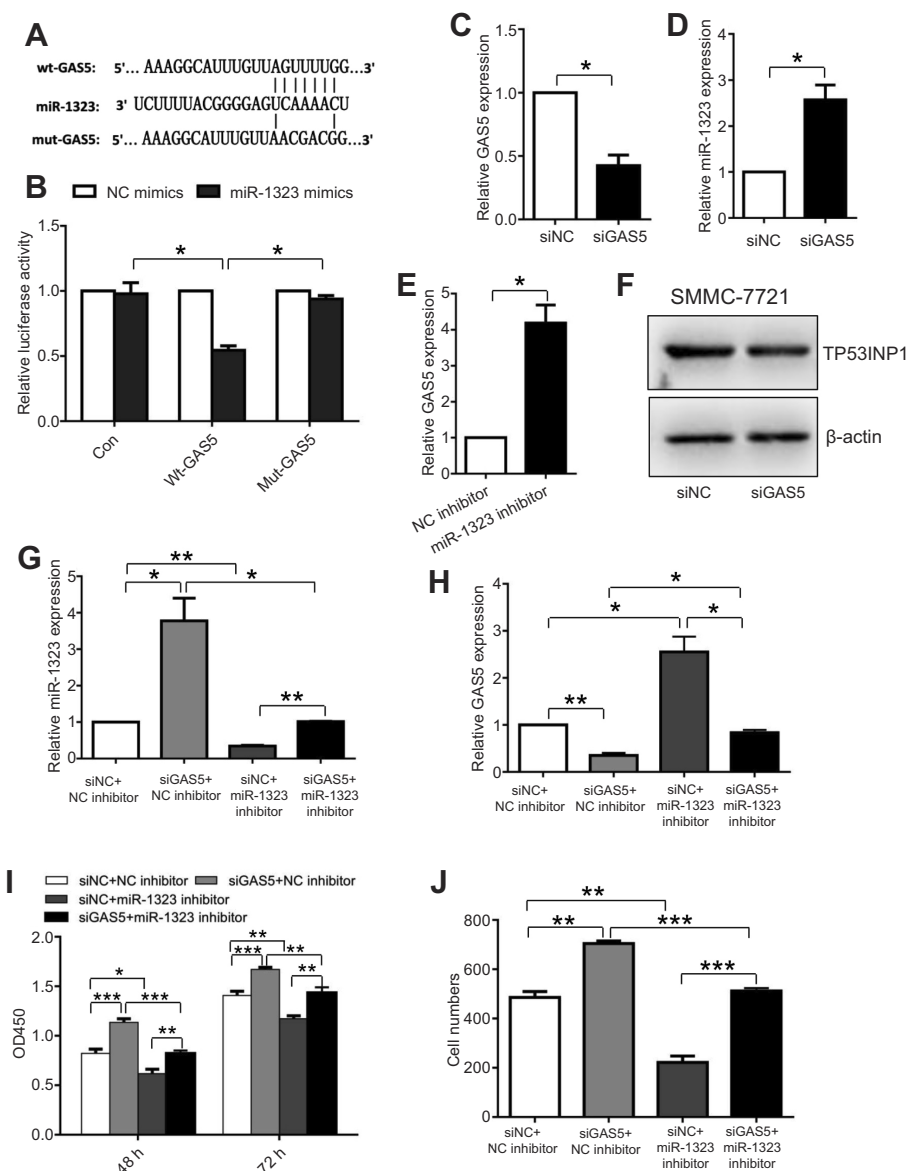 A
wt-GAS5: 5'... AAAGGCAUUUGUUAGUUUUGG...3'
miR-1323: 3' UCUUUUACGGGGAGUCAAAACU
mut-GAS5: 5'... AAAGGCAUUUGUUAACGACGG...3'
B
NC mimics miR-1323 mimics
Relative luciferase activity
1.5
1.0
0.5
0.0
* *
Con Wt-GAS5 Mut-GAS5
C
Relative GAS5 expression
1.5
1.0
0.5
0.0
*
siNC siGAS5
D
Relative miR-1323 expression
4
3
2
1
0
*
siNC siGAS5
E
Relative GAS5 expression
6
4
2
0
*
NC inhibitor miR-1323 inhibitor
F
SMMC-7721
TP53INP1
β-actin
siNC siGAS5
G
Relative miR-1323 expression
5
4
3
2
1
0
**
* *
**
siNC+ siGAS5+ siNC+ siGAS5+
NC inhibitor NC inhibitor miR-1323 miR-1323
inhibitor inhibitor
H
Relative GAS5 expression
4
3
2
1
0
*
* *
**
siNC+ siGAS5+ siNC+ siGAS5+
NC inhibitor NC inhibitor miR-1323 miR-1323
inhibitor inhibitor
I
siNC+NC inhibitor siGAS5+NC inhibitor
siNC+miR-1323 inhibitor
siGAS5+miR-1323 inhibitor
OD450
2.0
1.5
1.0
0.5
0.0
*
*** ***
**
**
*** **
**
48 h 72 h
J
Cell numbers
800
600
400
200
0
**
** ***
***
siNC+ siGAS5+ siNC+ siGAS5+
NC inhibitor NC inhibitor miR-1323 miR-1323
inhibitor inhibitor